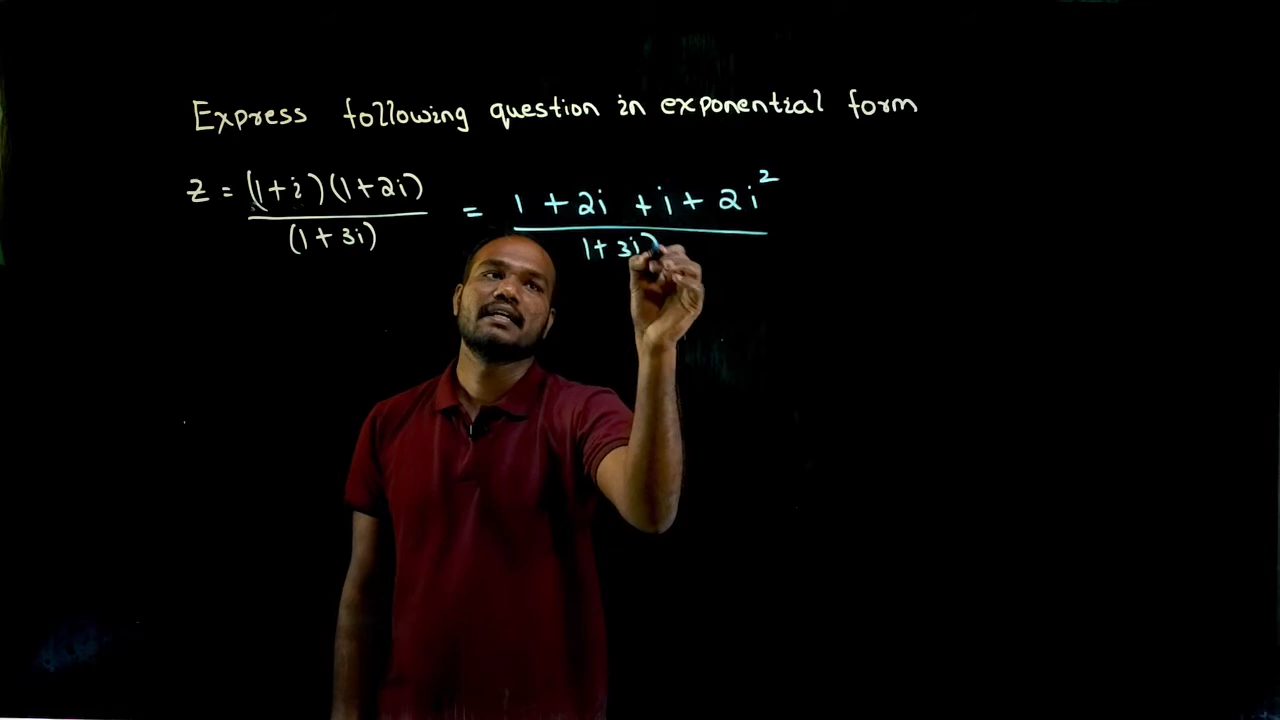 Express following question in exponential form
z = (1+i)(1+2i) / (1+3i) = 1 + 2i + i + 2i² / 1+3i)